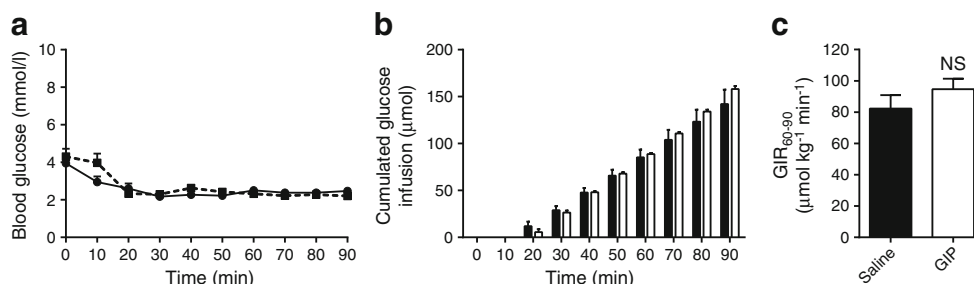 a
Blood glucose (mmol/l)
10
8
6
4
2
0
0 10 20 30 40 50 60 70 80 90
Time (min)
b
Cumulated glucose
infusion (μmol)
200
150
100
50
0
0 10 20 30 40 50 60 70 80 90
Time (min)
c
GIR60-90
(μmol kg-1 min-1)
120
100
80
60
40
20
0
NS
Saline
GIP